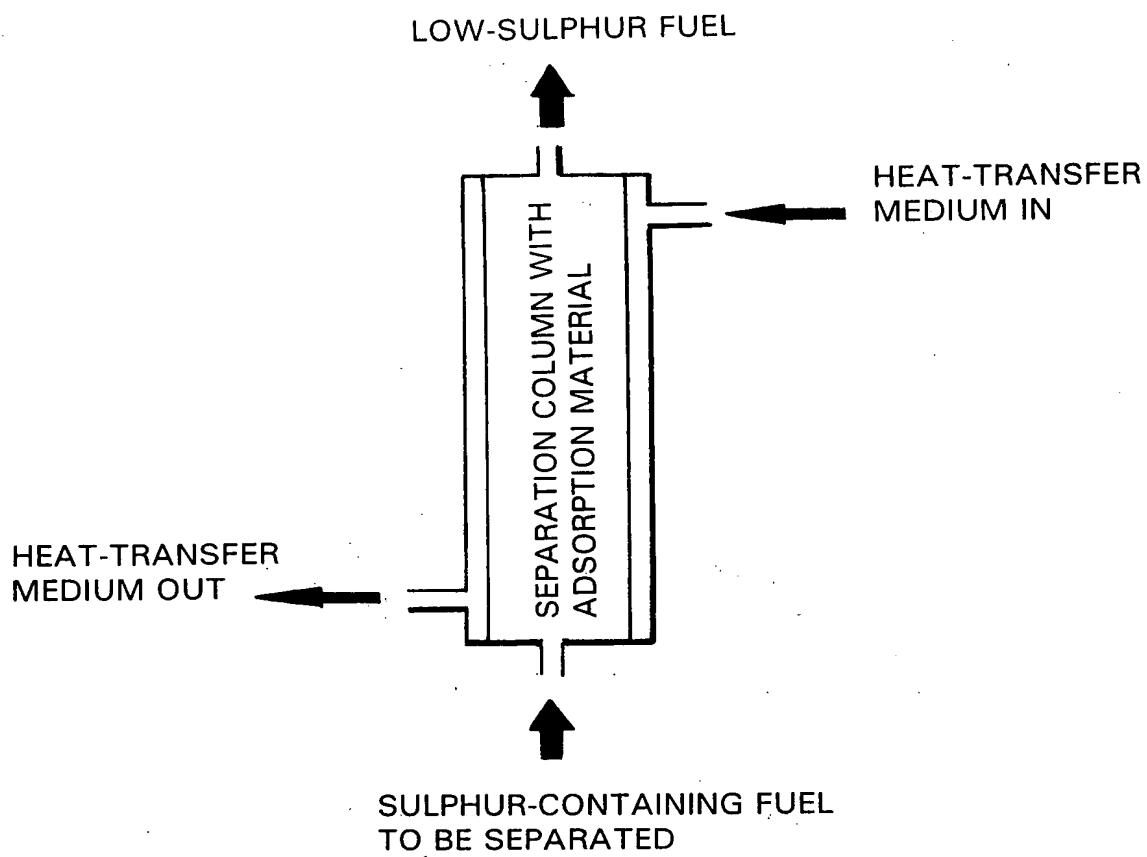 LOW-SULPHUR FUEL
HEAT-TRANSFER
MEDIUM IN
SEPARATION COLUMN WITH
ADSORPTION MATERIAL
HEAT-TRANSFER
MEDIUM OUT
SULPHUR-CONTAINING FUEL
TO BE SEPARATED